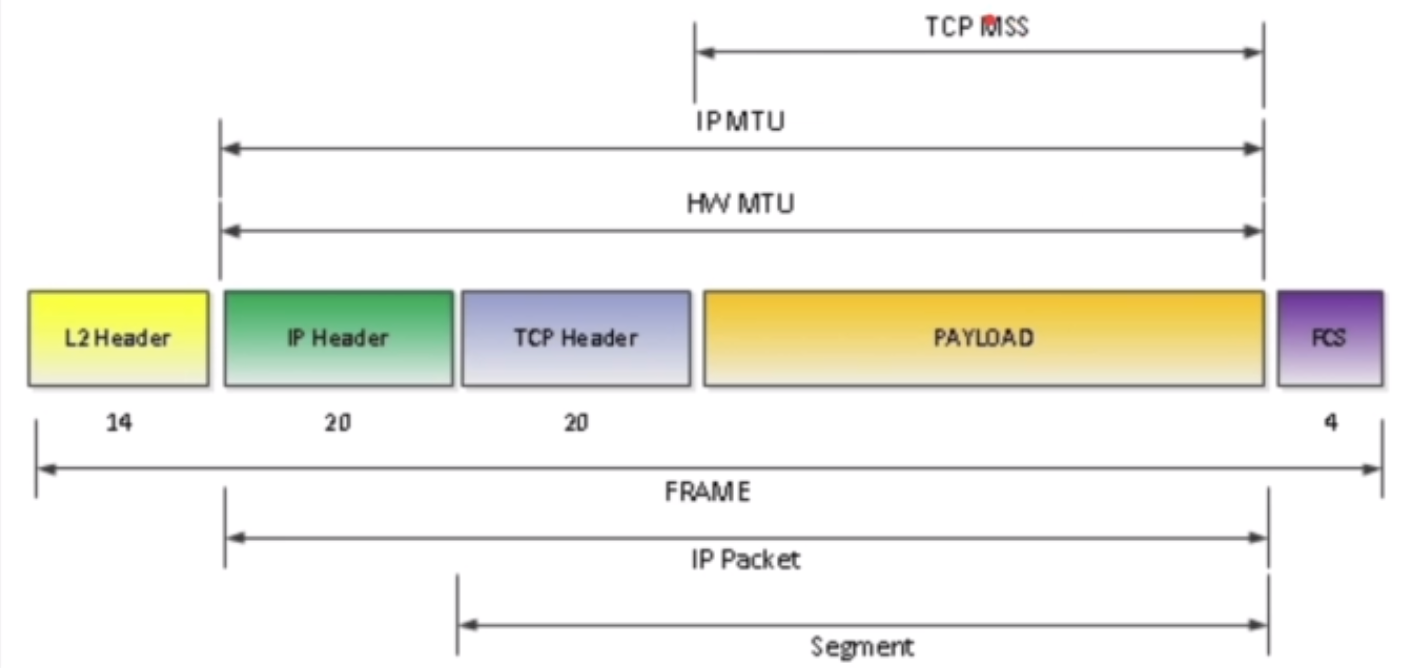 TCP MSS
IP MTU
HW MTU
L2 Header
IP Header
TCP Header
PAYLOAD
FCS
14
20
20
4
FRAME
IP Packet
Segment